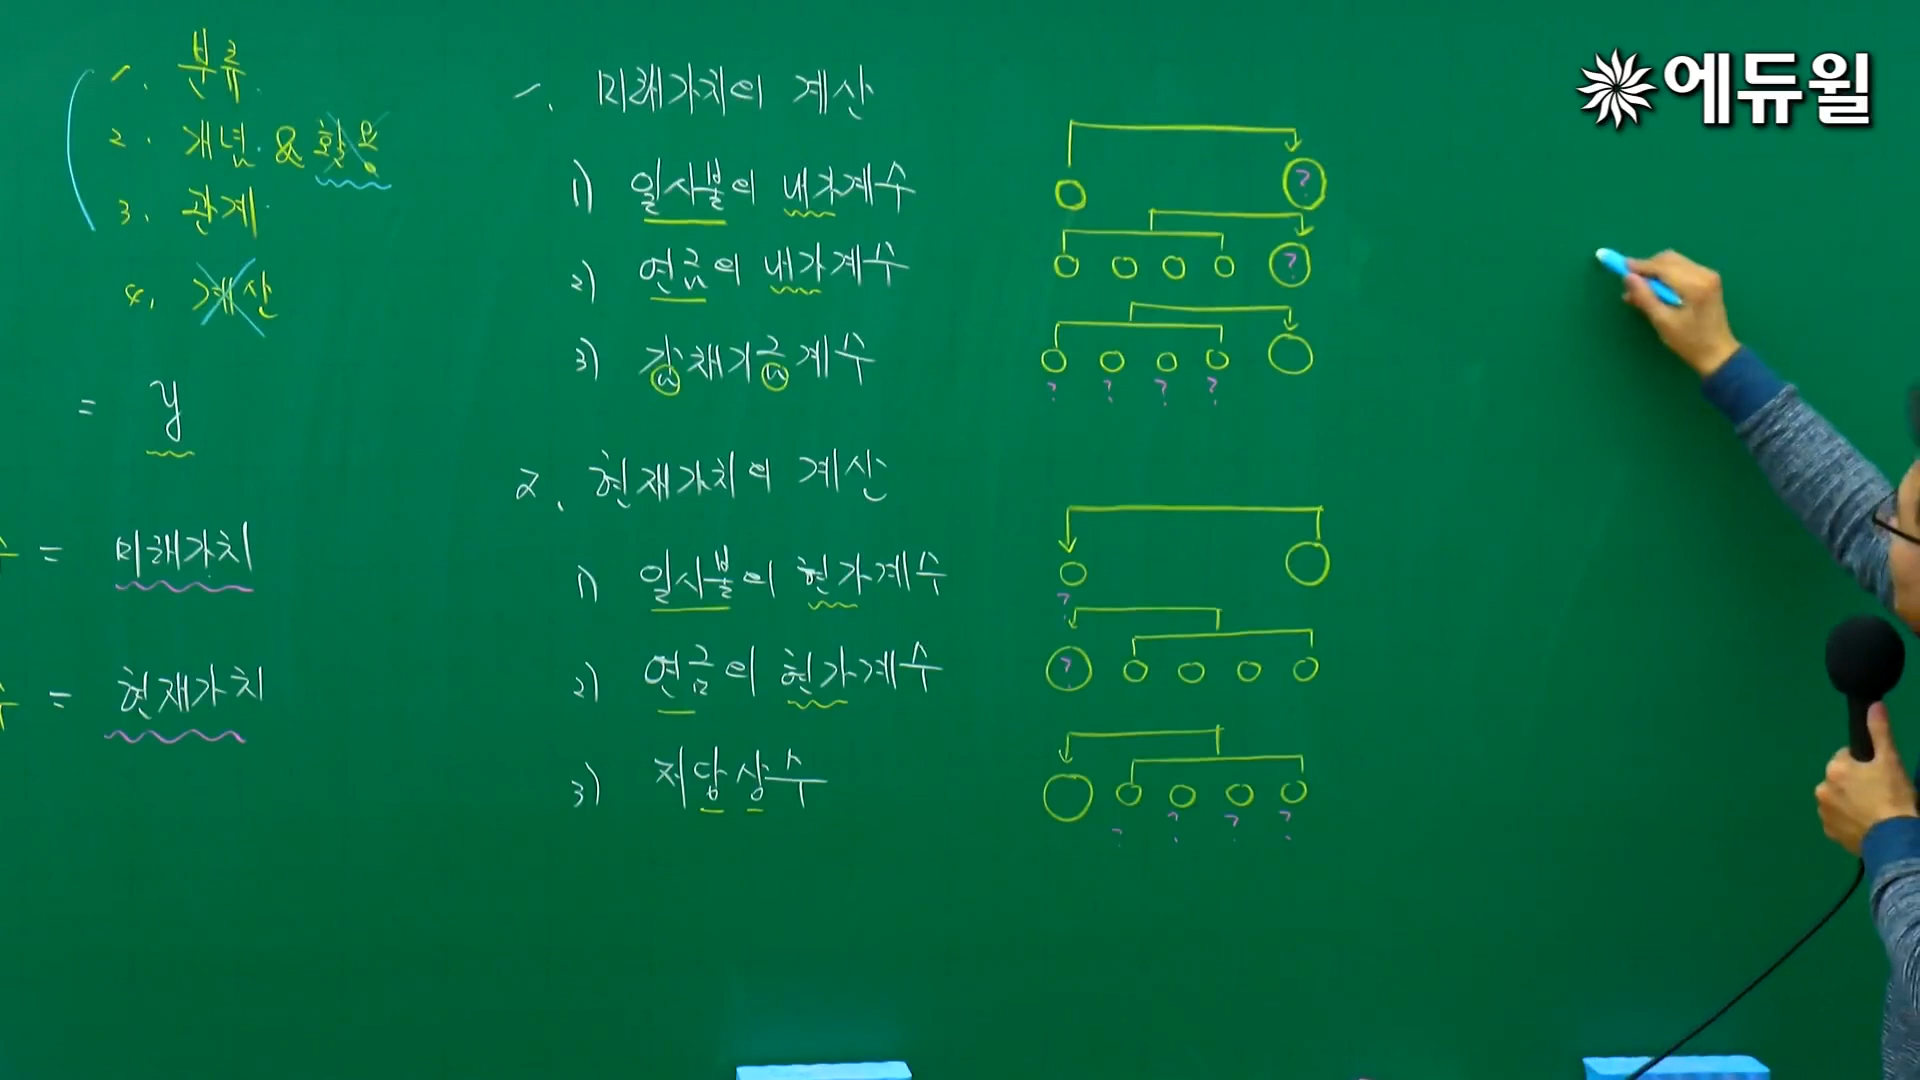 1. 분류
2. 개념 & 활용
3. 관계
4. 계산
= y
= 미래가치
= 현재가치
1. 미래가치의 계산
1) 일시불의 내가계수
?
2) 연금의 내가계수
?
3) 감채기금계수
? ? ? ?
2. 현재가치의 계산
1) 일시불의 현가계수
?
2) 연금의 현가계수
?
3) 저당상수
? ? ? ?
에듀윌